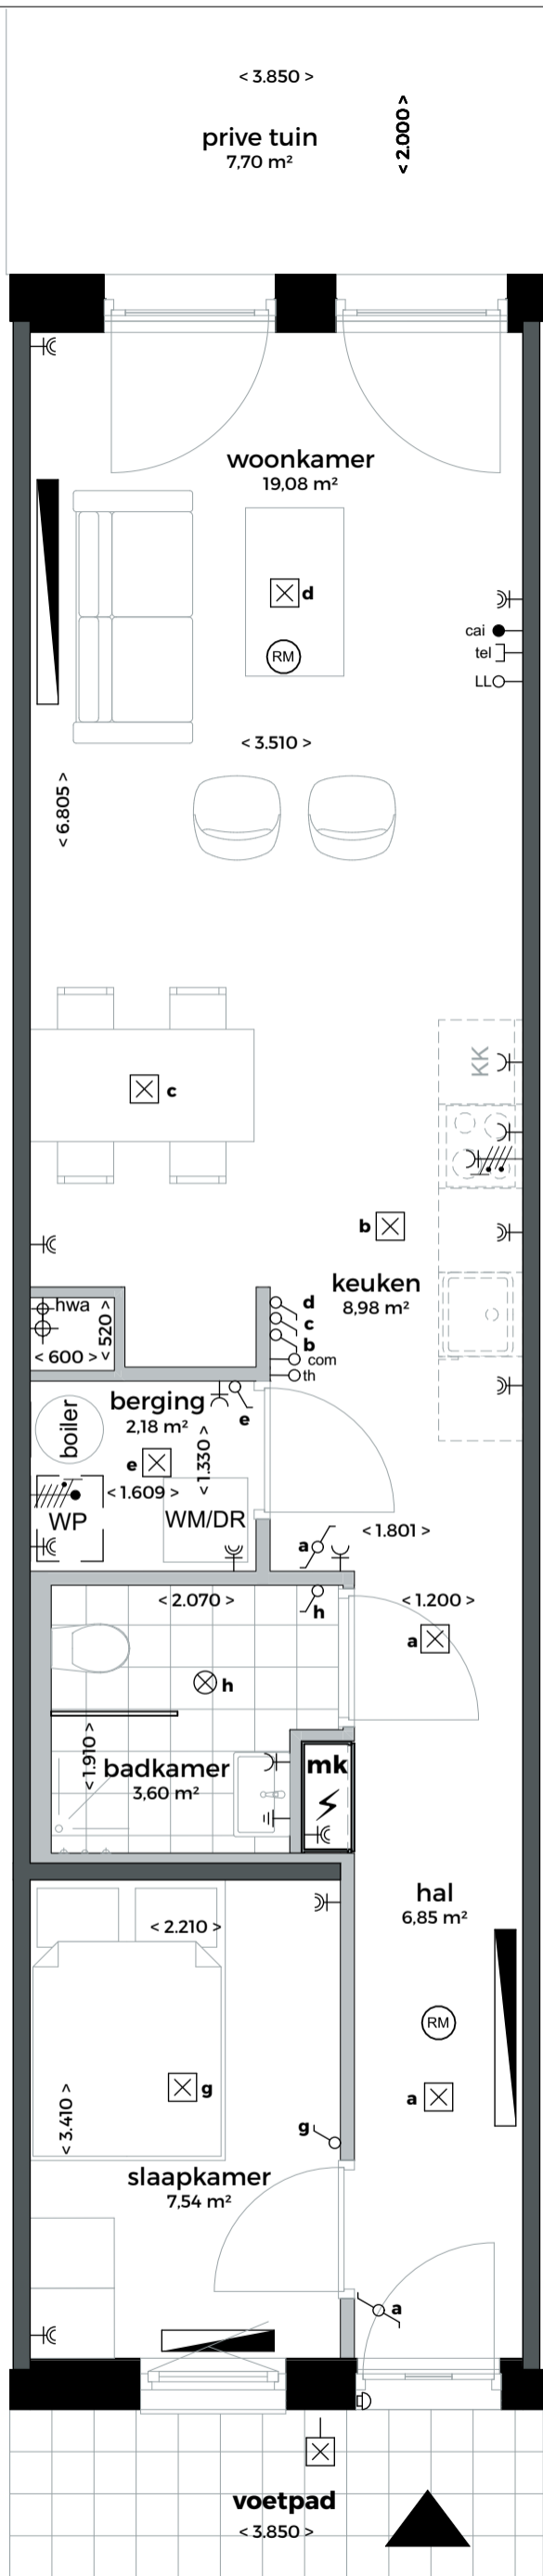 < 3.850 >
< 2.000 >
prive tuin
7,70 m²
woonkamer
19,08 m²
d
RM
cai
tel
LL
< 3.510 >
< 6.805 >
c
KK
b
keuken
8,98 m²
hwa
< 520 >
< 600 >
d
c
b
com
th
berging
2,18 m²
boiler
e
e
< 1.330 >
< 1.609 >
WP
WM/DR
< 1.801 >
a
< 2.070 >
h
< 1.200 >
a
h
< 1.910 >
badkamer
3,60 m²
mk
hal
6,85 m²
< 2.210 >
RM
g
a
< 3.410 >
g
slaapkamer
7,54 m²
a
voetpad
< 3.850 >